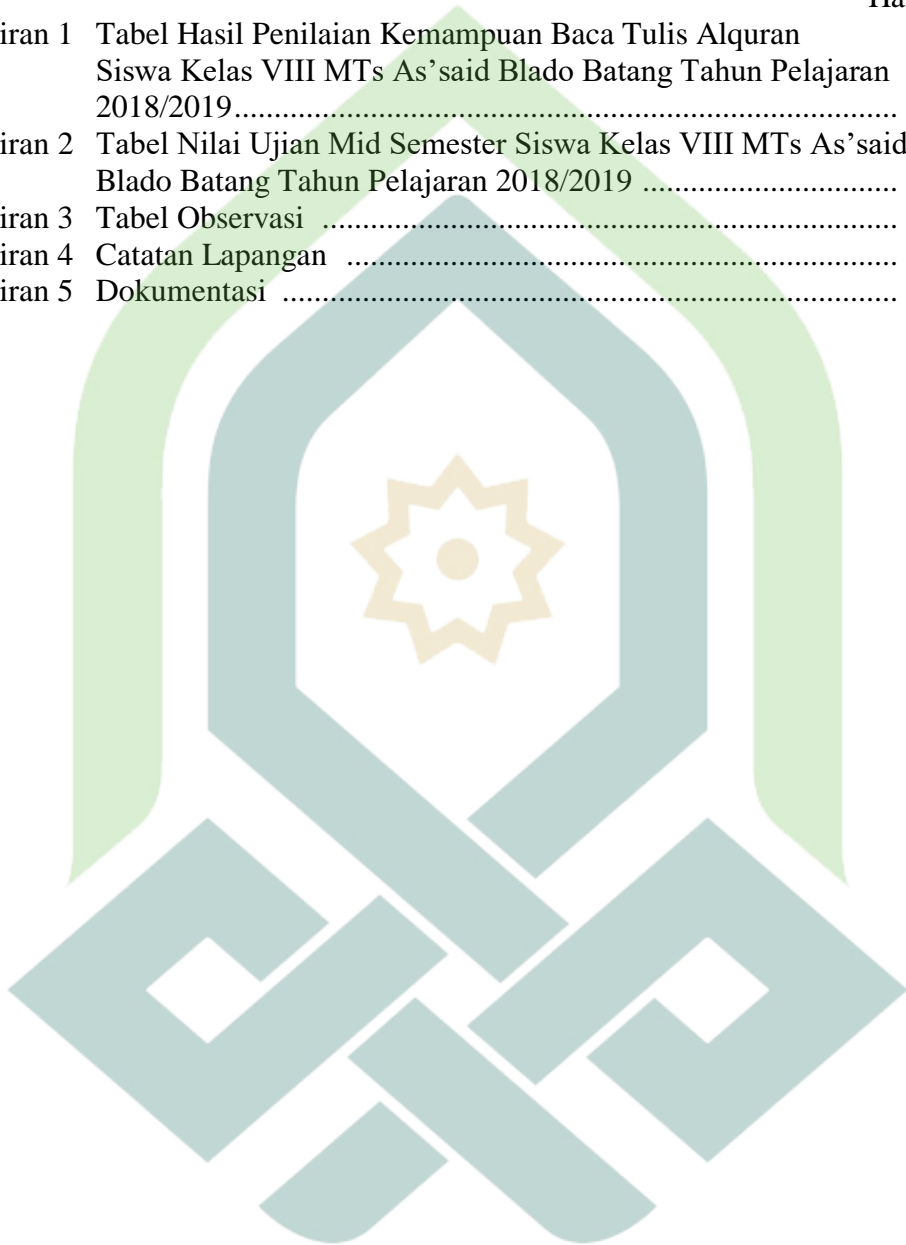 iran 1 Tabel Hasil Penilaian Kemampuan Baca Tulis Alquran
Siswa Kelas VIII MTs As’said Blado Batang Tahun Pelajaran
2018/2019.......................................................................................
iran 2 Tabel Nilai Ujian Mid Semester Siswa Kelas VIII MTs As’said
Blado Batang Tahun Pelajaran 2018/2019 ..................................
iran 3 Tabel Observasi ............................................................................
iran 4 Catatan Lapangan .........................................................................
iran 5 Dokumentasi .................................................................................